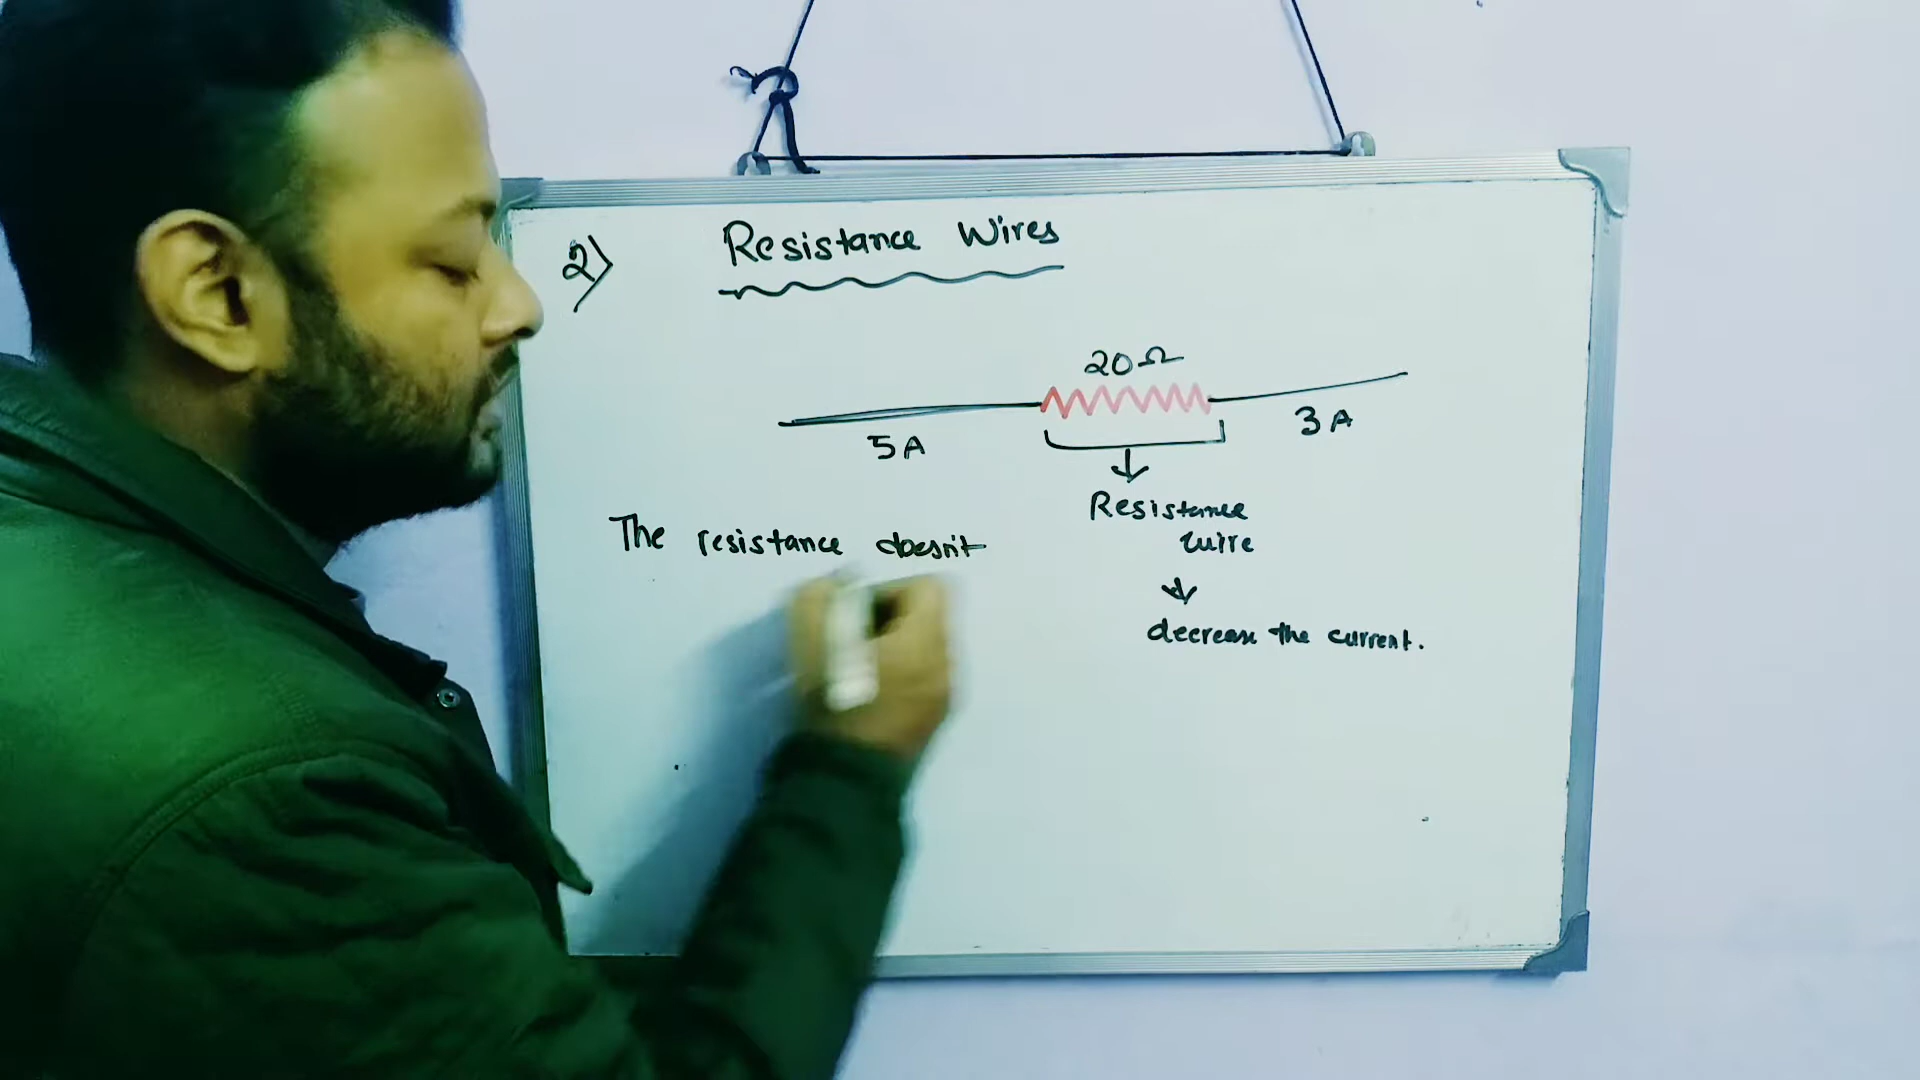 2) Resistance Wires
20Ω
5A
3A
Resistance
wire
The resistance doesn't
decrease the current.